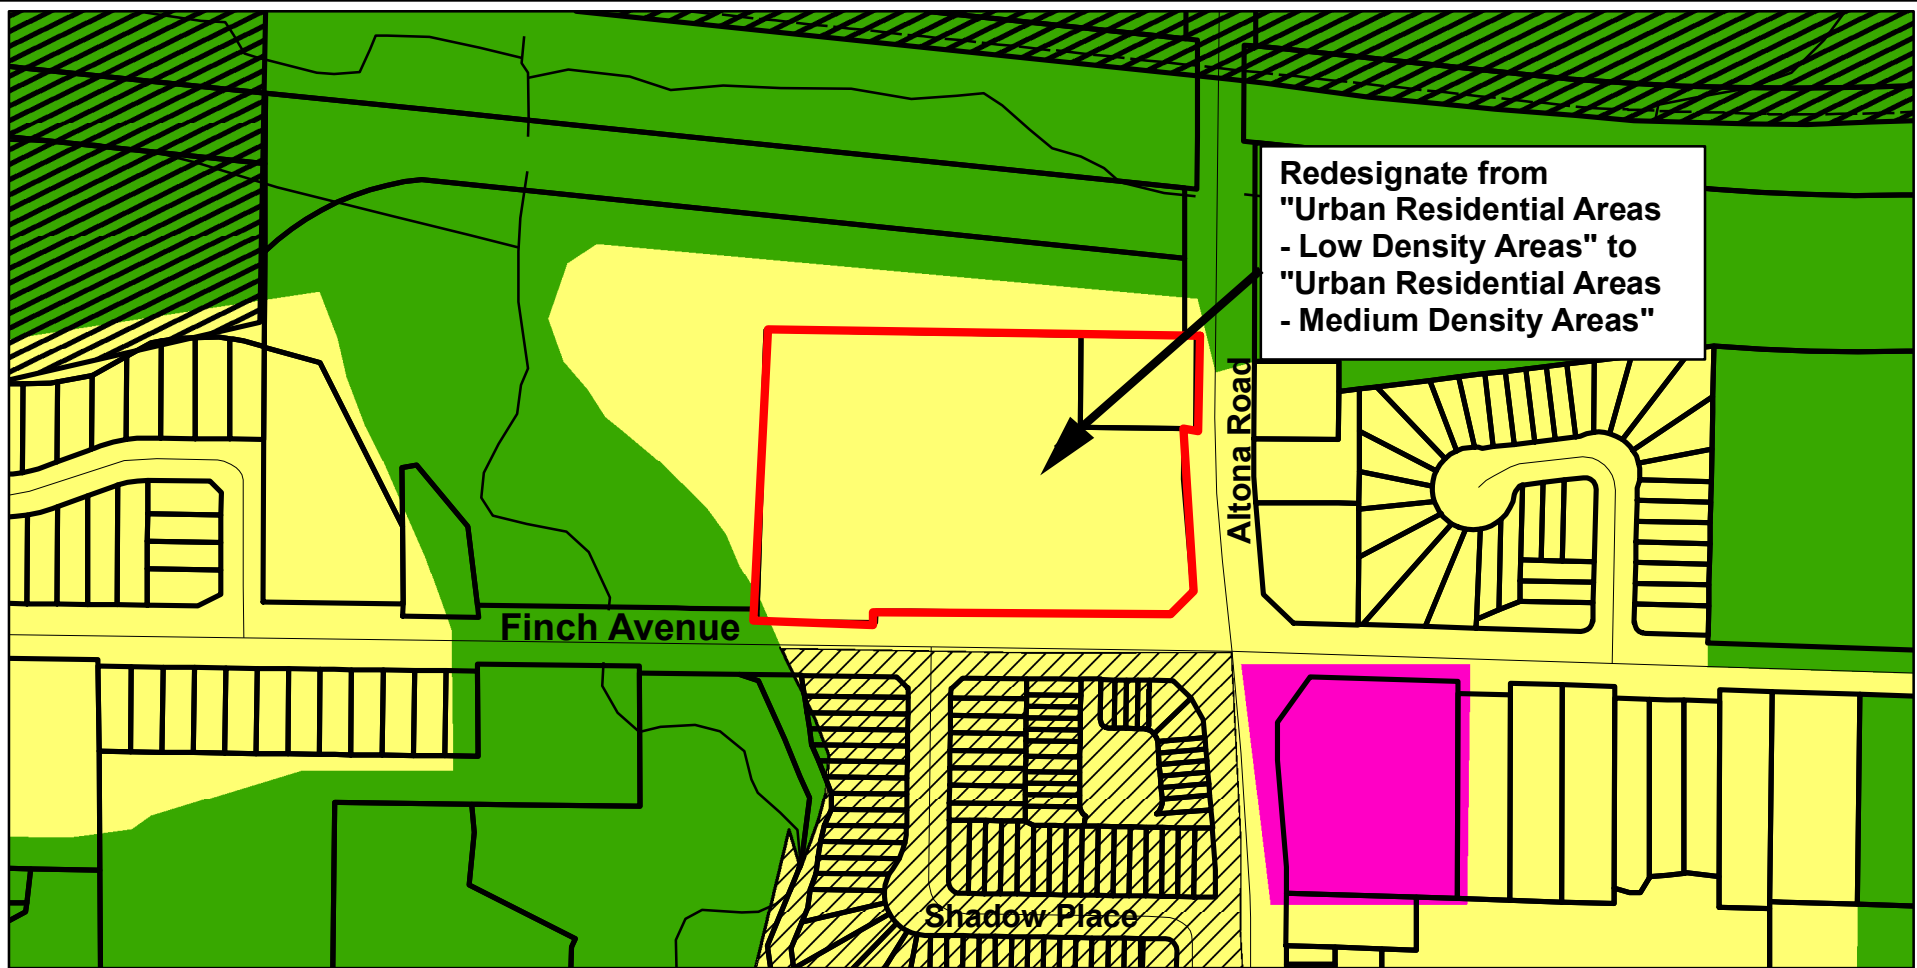 Redesignate from
"Urban Residential Areas
- Low Density Areas" to
"Urban Residential Areas
- Medium Density Areas"
Altona Road
Finch Avenue
Shadow Place